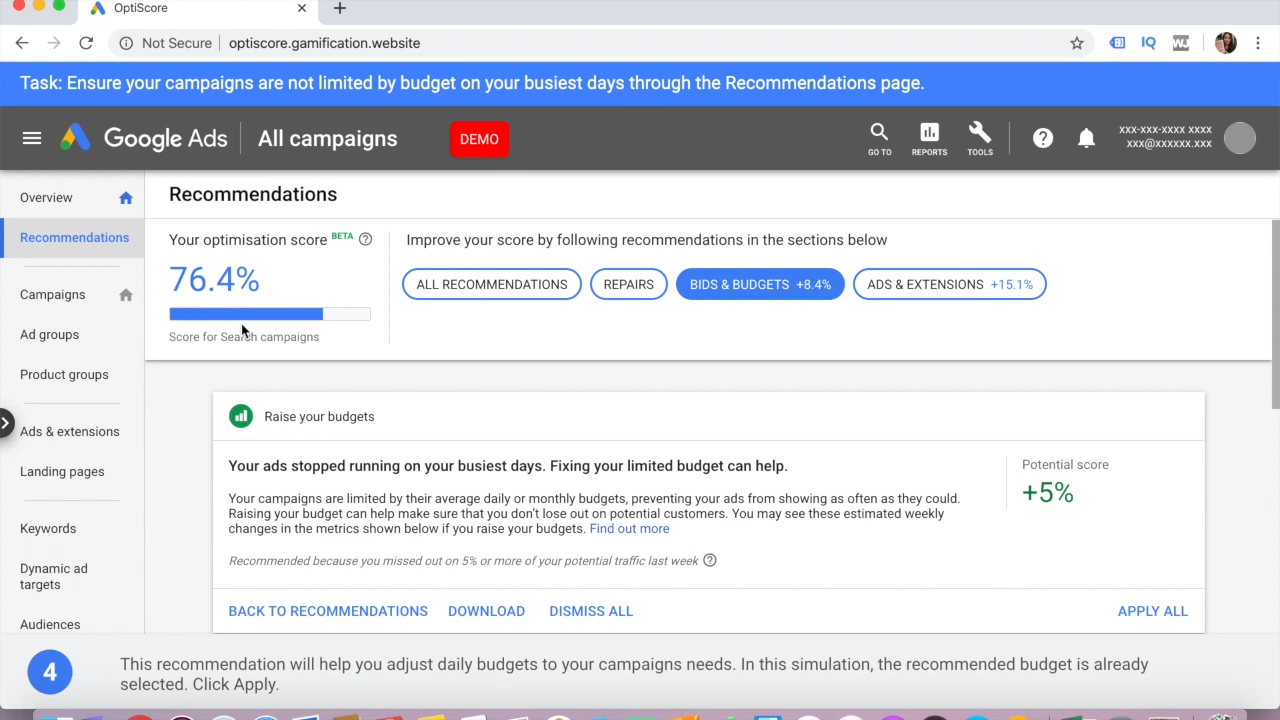 OptiScore
Not Secure optiscore.gamification.website
IQ
WJ
Task: Ensure your campaigns are not limited by budget on your busiest days through the Recommendations page.
Google Ads All campaigns DEMO
GO TO REPORTS TOOLS
xxx-xxx-xxxx xxxx
xxx@xxxxxx.xxx
Overview
Recommendations
Campaigns
Ad groups
Product groups
Ads & extensions
Landing pages
Keywords
Dynamic ad
targets
Audiences
Recommendations
Your optimisation score BETA ?
76.4%
Score for Search campaigns
Improve your score by following recommendations in the sections below
ALL RECOMMENDATIONS REPAIRS BIDS & BUDGETS +8.4% ADS & EXTENSIONS +15.1%
Raise your budgets
Your ads stopped running on your busiest days. Fixing your limited budget can help.
Your campaigns are limited by their average daily or monthly budgets, preventing your ads from showing as often as they could.
Raising your budget can help make sure that you don't lose out on potential customers. You may see these estimated weekly
changes in the metrics shown below if you raise your budgets. Find out more
Recommended because you missed out on 5% or more of your potential traffic last week ?
Potential score
+5%
BACK TO RECOMMENDATIONS DOWNLOAD DISMISS ALL APPLY ALL
4
This recommendation will help you adjust daily budgets to your campaigns needs. In this simulation, the recommended budget is already
selected. Click Apply.